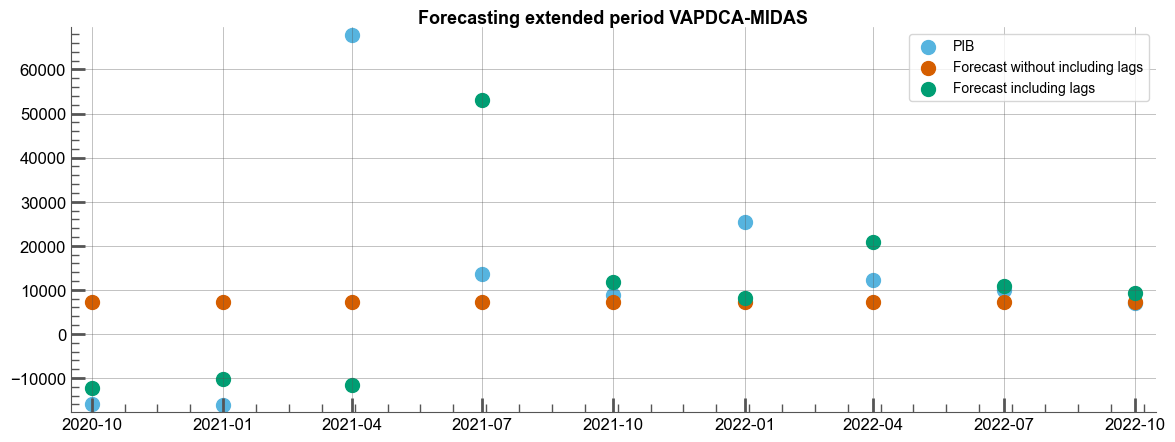 Forecasting extended period VAPDCA-MIDAS
PIB
Forecast without including lags
Forecast including lags
60000
50000
40000
30000
20000
10000
0
−10000
2020-10 2021-01 2021-04 2021-07 2021-10 2022-01 2022-04 2022-07 2022-10